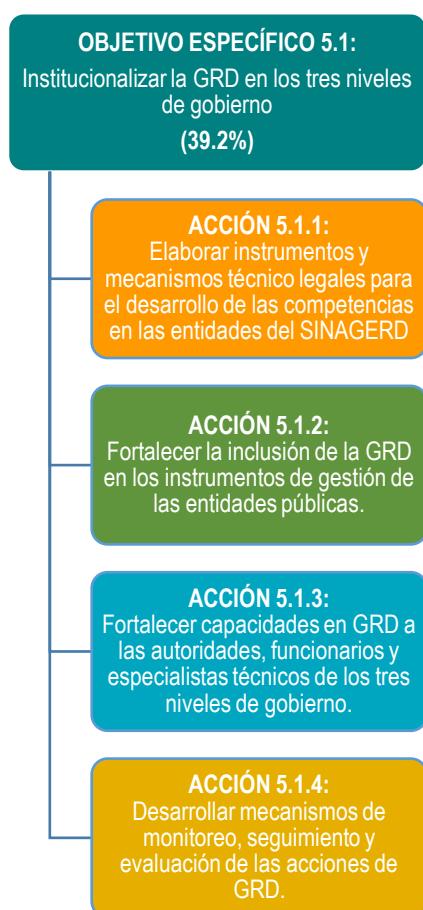 OBJETIVO ESPECÍFICO 5.1:
Institucionalizar la GRD en los tres niveles
de gobierno
(39.2%)
ACCIÓN 5.1.1:
Elaborar instrumentos y
mecanismos técnico legales para
el desarrollo de las competencias
en las entidades del SINAGERD
ACCIÓN 5.1.2:
Fortalecer la inclusión de la GRD
en los instrumentos de gestión de
las entidades públicas.
ACCIÓN 5.1.3:
Fortalecer capacidades en GRD a
las autoridades, funcionarios y
especialistas técnicos de los tres
niveles de gobierno.
ACCIÓN 5.1.4:
Desarrollar mecanismos de
monitoreo, seguimiento y
evaluación de las acciones de
GRD.